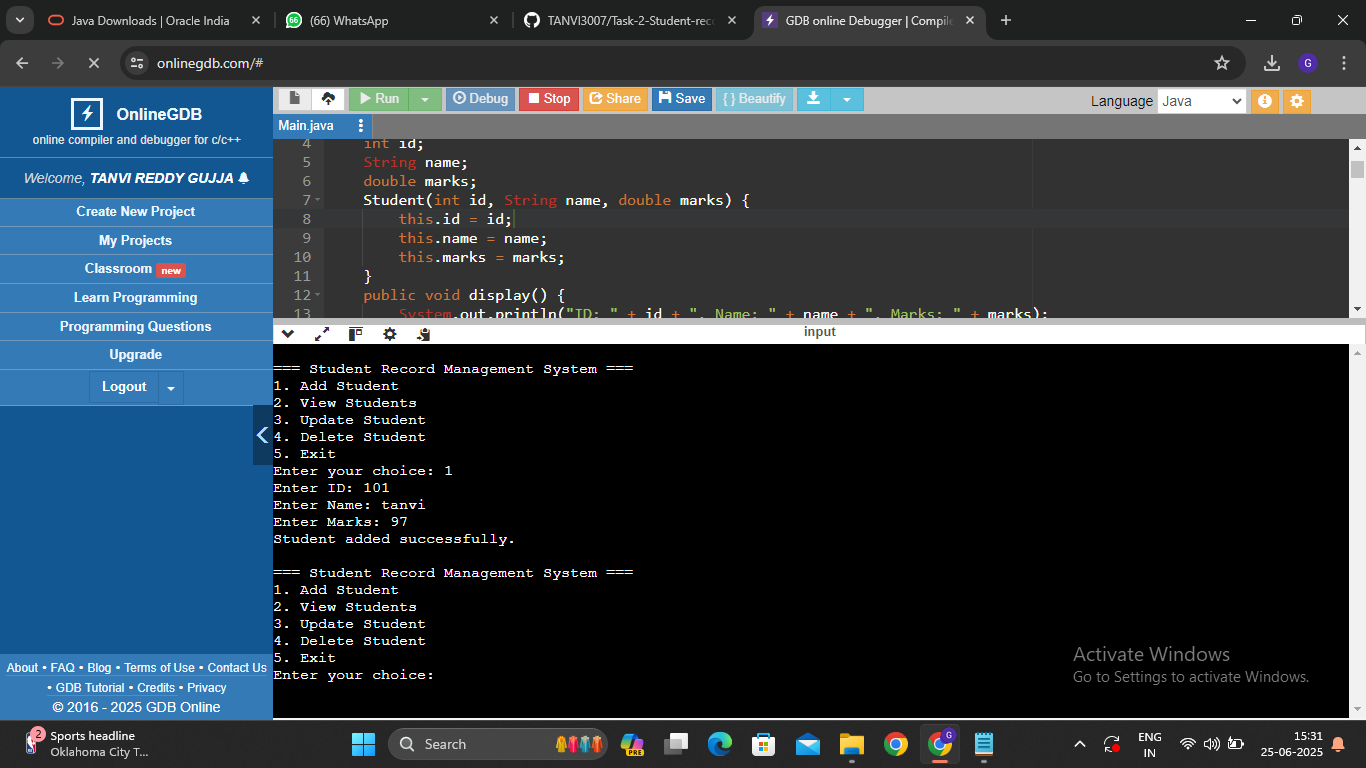 Java Downloads | Oracle India
(66) WhatsApp
TANVI3007/Task-2-Student-rec
GDB online Debugger | Compile
onlinegdb.com/#
G
OnlineGDB
online compiler and debugger for c/c++
Welcome, TANVI REDDY GUJJA
Create New Project
My Projects
Classroom new
Learn Programming
Programming Questions
Upgrade
Logout
About • FAQ • Blog • Terms of Use • Contact Us
• GDB Tutorial • Credits • Privacy
© 2016 - 2025 GDB Online
Run
Debug
Stop
Share
Save
{ } Beautify
Language Java
Main.java
4 int id;
5 String name;
6 double marks;
7 Student(int id, String name, double marks) {
8 this.id = id;
9 this.name = name;
10 this.marks = marks;
11 }
12 public void display() {
13 System.out.println("ID: " + id + ", Name: " + name + ", Marks: " + marks);
input
=== Student Record Management System ===
1. Add Student
2. View Students
3. Update Student
4. Delete Student
5. Exit
Enter your choice: 1
Enter ID: 101
Enter Name: tanvi
Enter Marks: 97
Student added successfully.
=== Student Record Management System ===
1. Add Student
2. View Students
3. Update Student
4. Delete Student
5. Exit
Enter your choice:
Activate Windows
Go to Settings to activate Windows.
2
Sports headline
Oklahoma City T...
Search
PRE
G
ENG
IN
15:31
25-06-2025